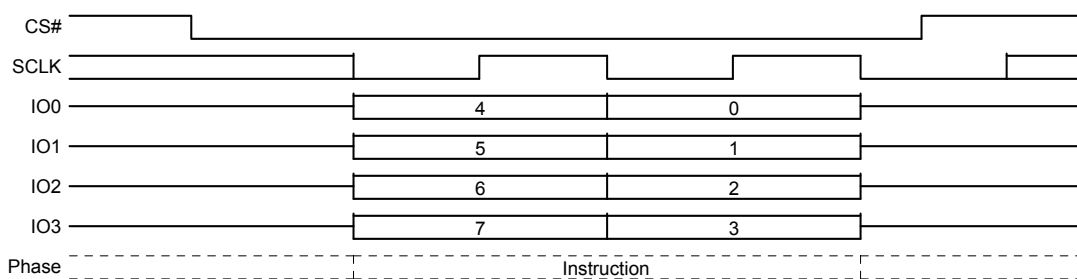 CS#
SCLK
IO0 4 0
IO1 5 1
IO2 6 2
IO3 7 3
Phase Instruction